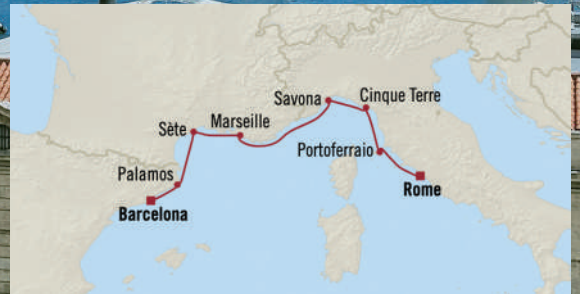 Savona
Cinque Terre
Marseille
Sète
Portoferraio
Palamos
Rome
Barcelona